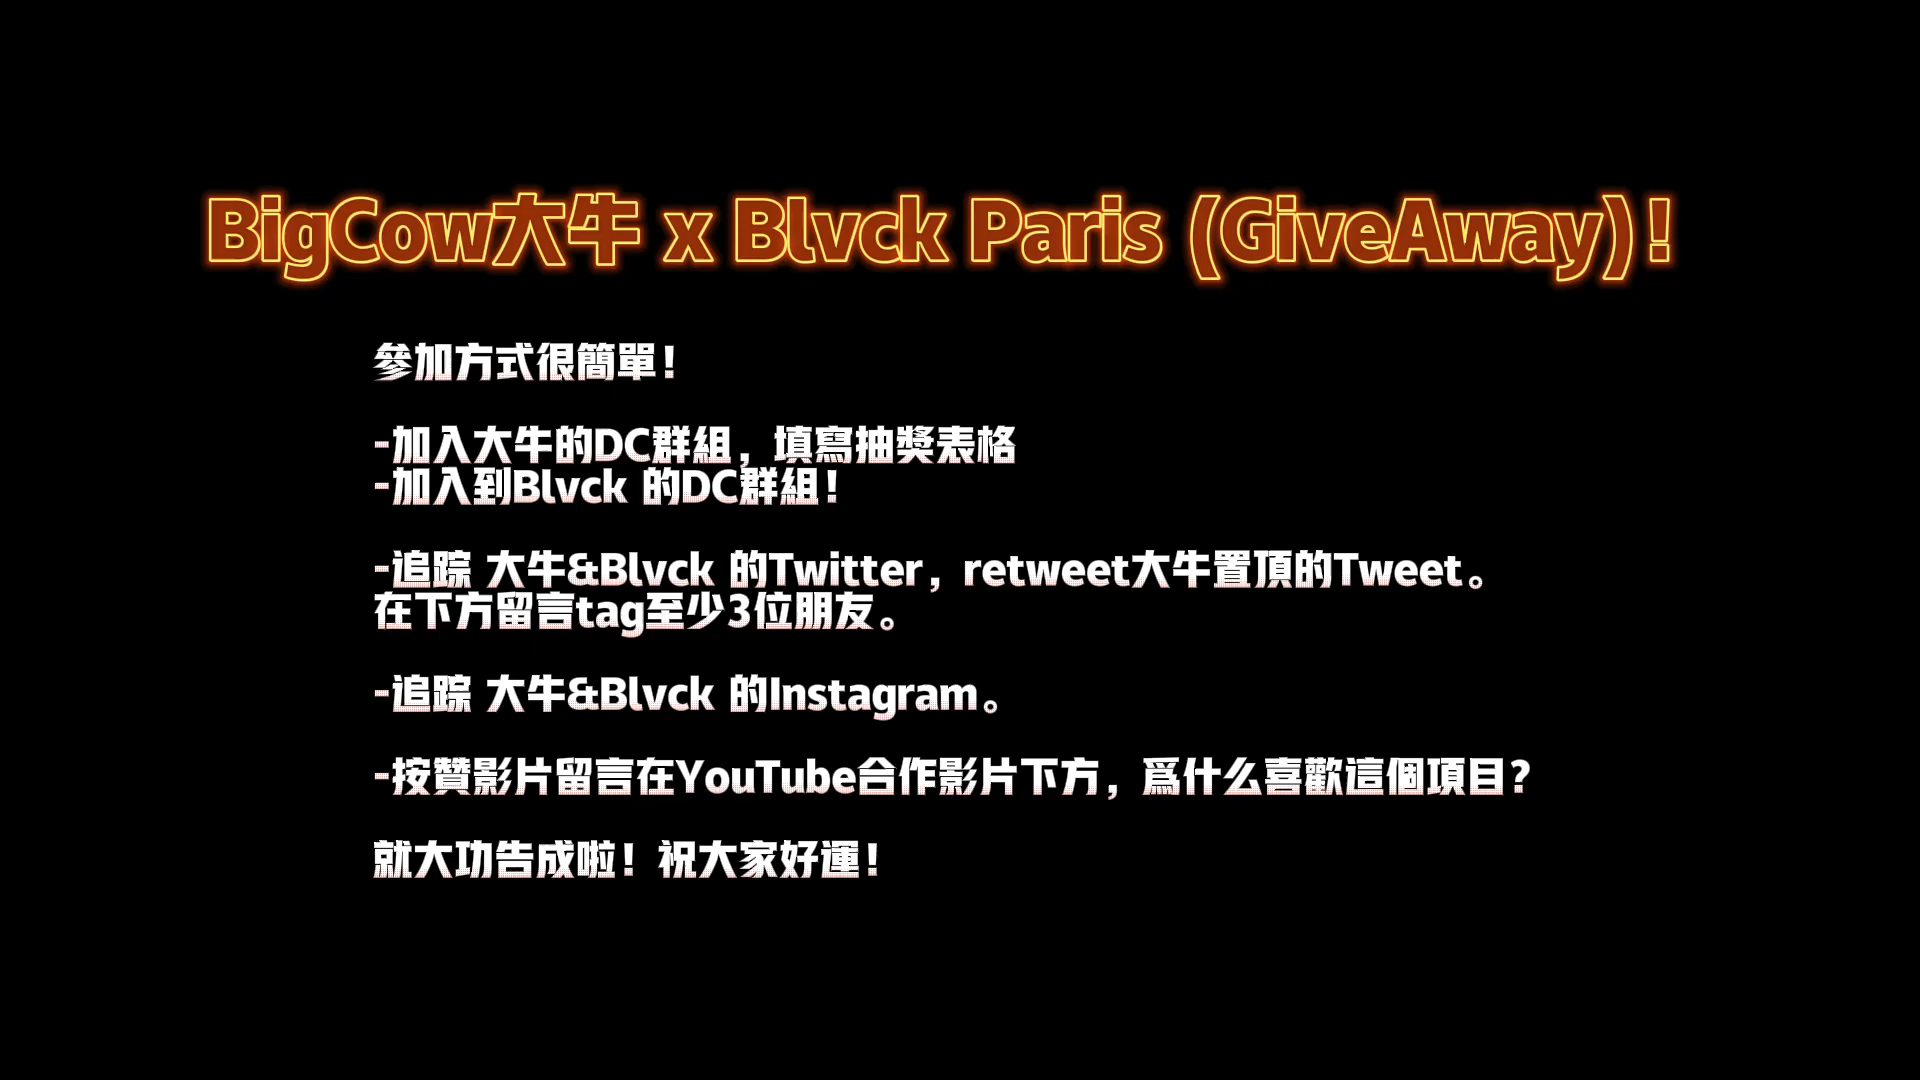 BigCow大牛 x Blvck Paris (GiveAway)！
參加方式很簡單！
-加入大牛的DC群組，填寫抽獎表格
-加入到Blvck 的DC群組！
-追踪 大牛&Blvck 的Twitter，retweet大牛置頂的Tweet。
在下方留言tag至少3位朋友。
-追踪 大牛&Blvck 的Instagram。
-按贊影片留言在YouTube合作影片下方，爲什么喜歡這個項目？
就大功告成啦！祝大家好運！